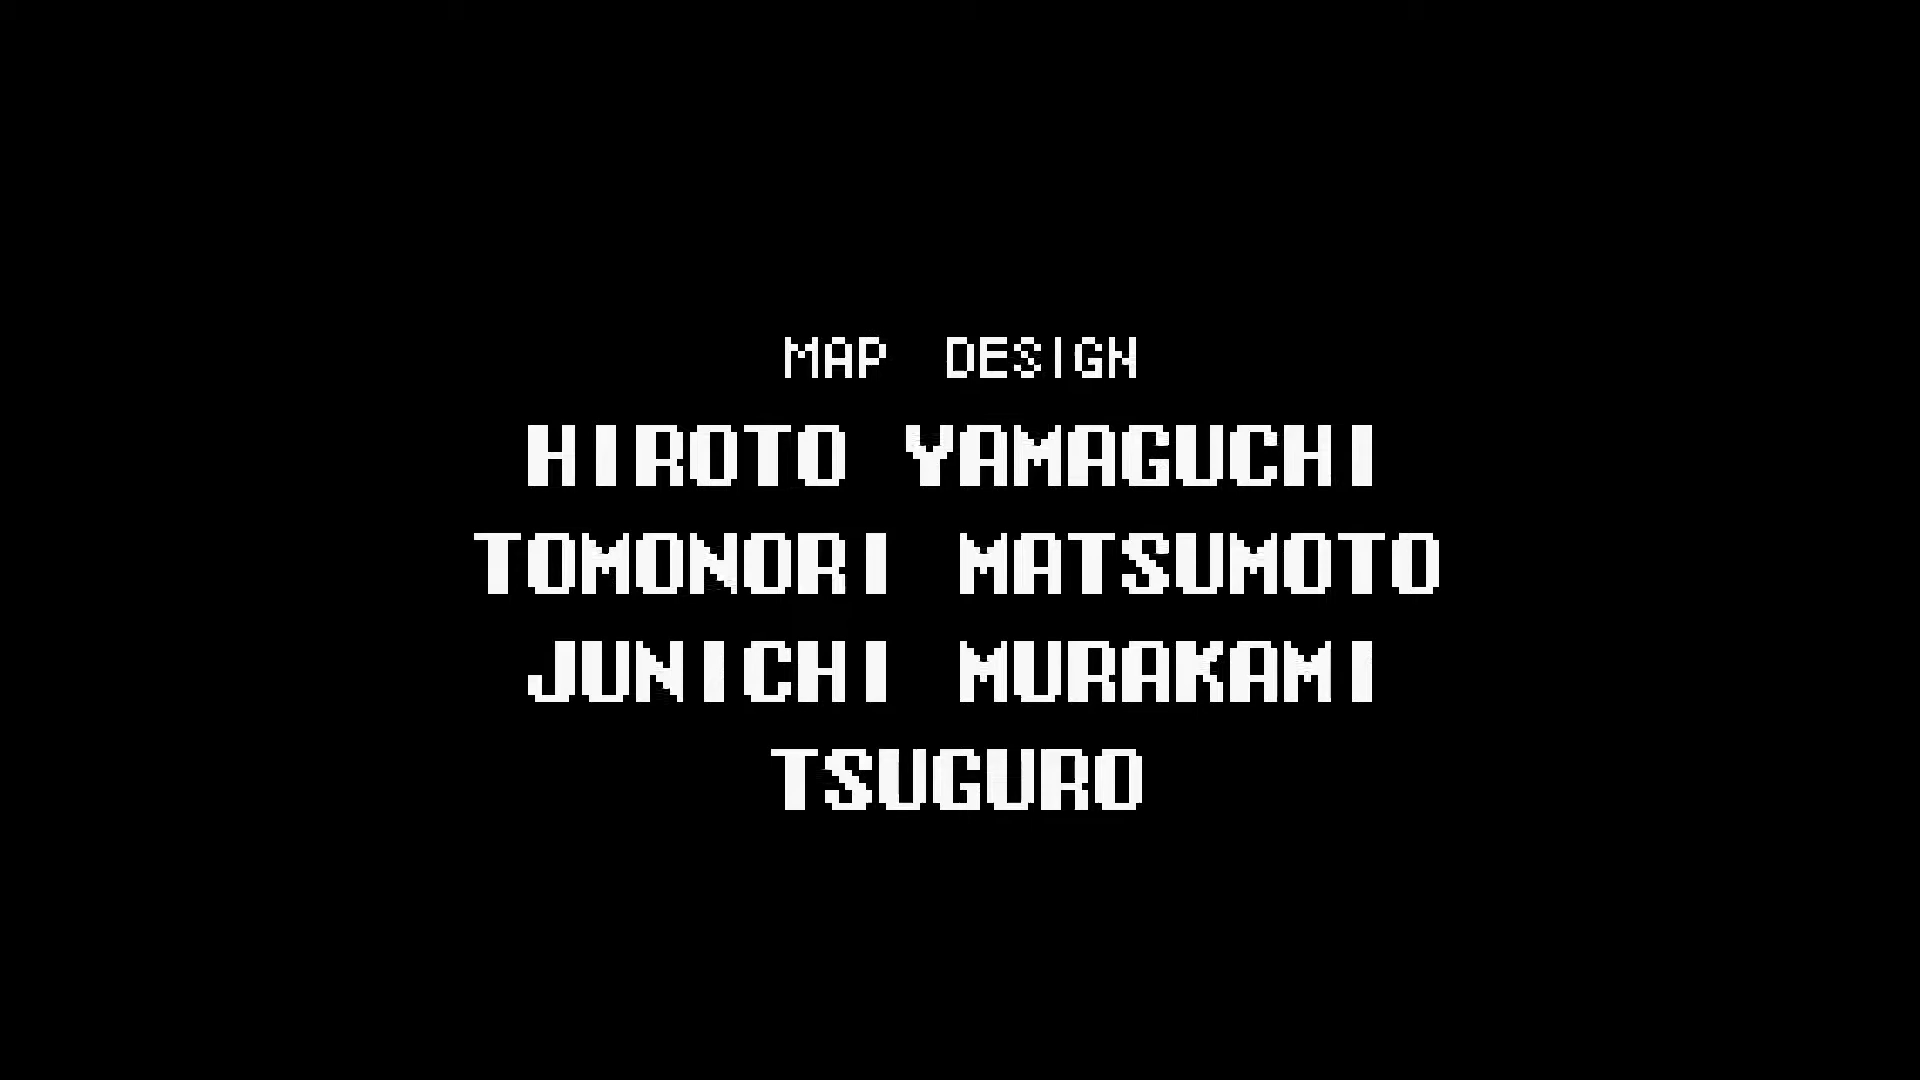 MAP DESIGN
HIROTO YAMAGUCHI
TOMONORI MATSUMOTO
JUNICHI MURAKAMI
TSUGURO